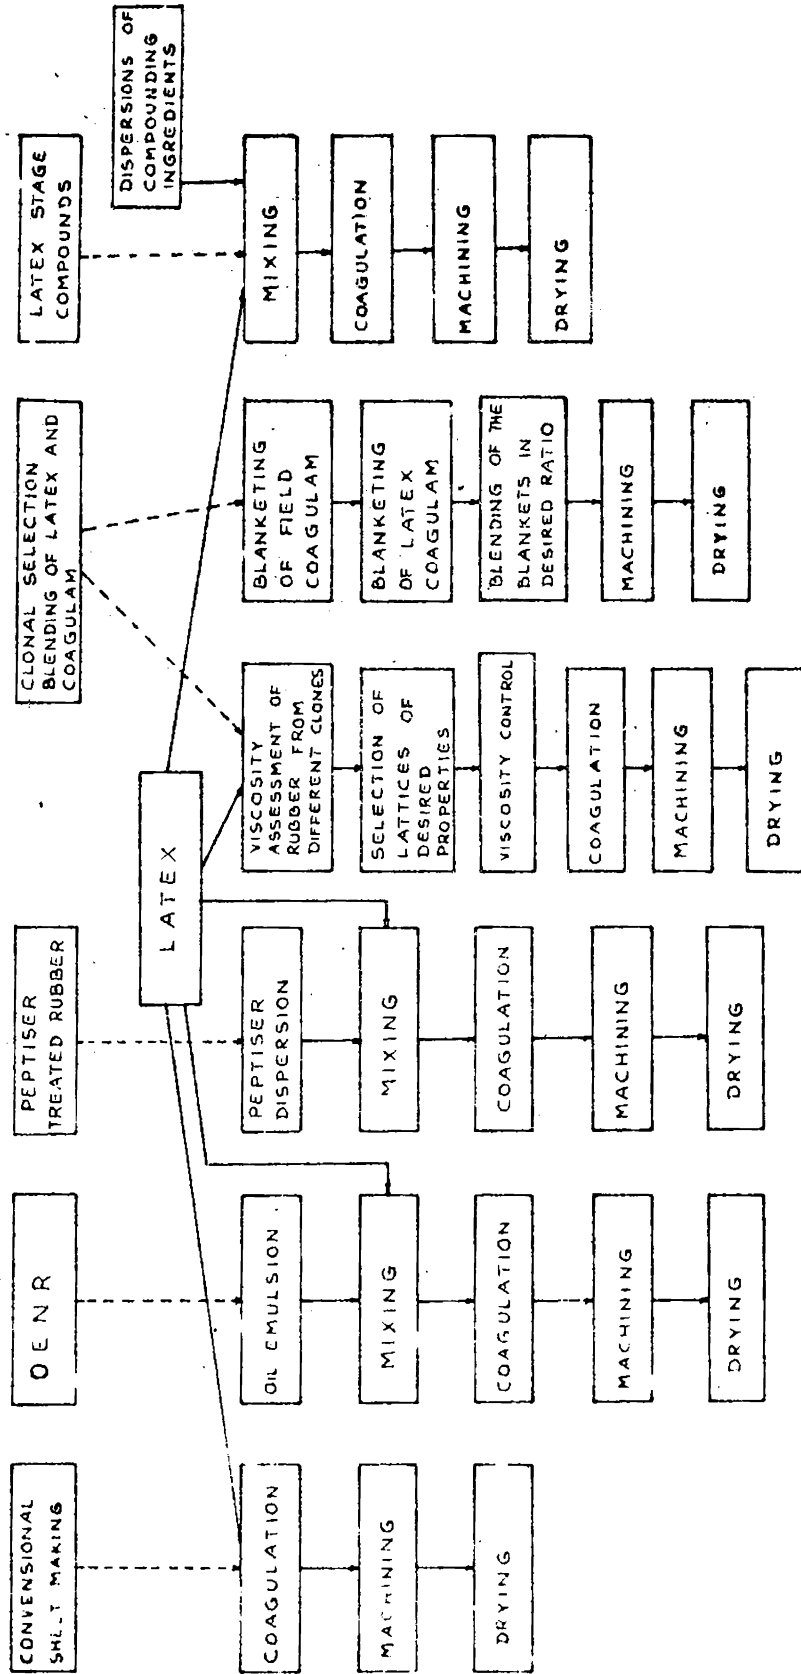 CONVENSIONAL
SHEET MAKING
COAGULATION
MACHINING
DRYING
OENR
OIL EMULSION
MIXING
COAGULATION
MACHINING
DRYING
PEPTISER
TREATED RUBBER
PEPTISER
DISPERSION
MIXING
COAGULATION
MACHINING
DRYING
LATEX
CLONAL SELECTION
BLENDING OF LATEX AND
COAGULAM
VISCOSITY
ASSESSMENT OF
RUBBER FROM
DIFFERENT CLONES
SELECTION OF
LATTICES OF
DESIRED
PROPERTIES
VISCOSITY CONTROL
COAGULATION
MACHINING
DRYING
BLANKETING
OF FIELD
COAGULAM
BLANKETING
OF LATEX
COAGULAM
BLENDING OF THE
BLANKETS IN
DESIRED RATIO
MACHINING
DRYING
LATEX STAGE
COMPOUNDS
DISPERSIONS OF
COMPOUNDING
INGREDIENTS
MIXING
COAGULATION
MACHINING
DRYING